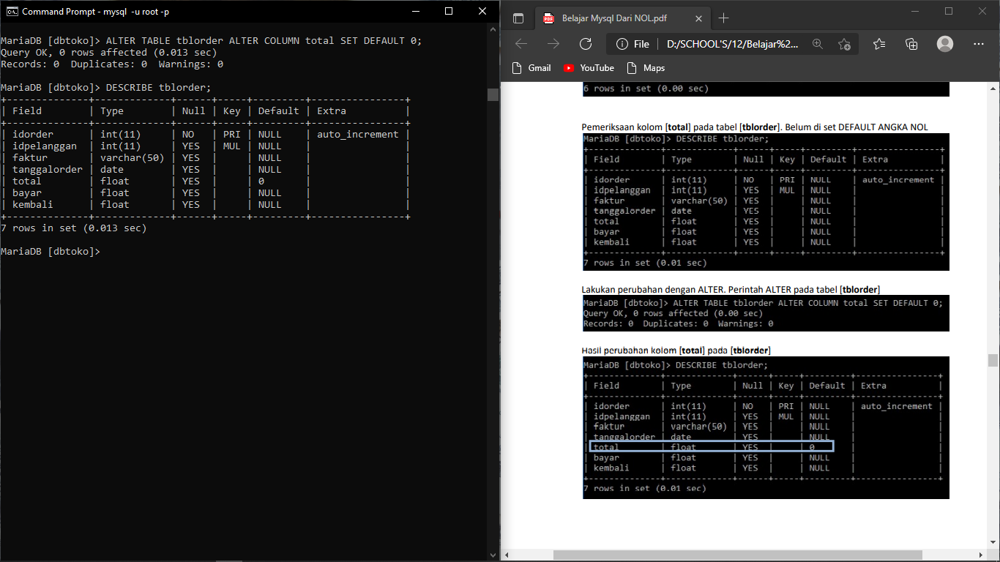 Command Prompt - mysql  -u root -p
MariaDB [dbtoko]> ALTER TABLE tblorder ALTER COLUMN total SET DEFAULT 0;
Query OK, 0 rows affected (0.013 sec)
Records: 0  Duplicates: 0  Warnings: 0
MariaDB [dbtoko]> DESCRIBE tblorder;
+--------------+-------------+------+-----+---------+----------------+
| Field        | Type        | Null | Key | Default | Extra          |
+--------------+-------------+------+-----+---------+----------------+
| idorder      | int(11)     | NO   | PRI | NULL    | auto_increment |
| idpelanggan  | int(11)     | YES  | MUL | NULL    |                |
| faktur       | varchar(50) | YES  |     | NULL    |                |
| tanggalorder | date        | YES  |     | NULL    |                |
| total        | float       | YES  |     | 0       |                |
| bayar        | float       | YES  |     | NULL    |                |
| kembali      | float       | YES  |     | NULL    |                |
+--------------+-------------+------+-----+---------+----------------+
7 rows in set (0.013 sec)
MariaDB [dbtoko]>
Belajar Mysql Dari NOL.pdf
File | D:/SCHOOL'S/12/Belajar%2...
Gmail YouTube Maps
6 rows in set (0.00 sec)
Pemeriksaan kolom [total] pada tabel [tblorder]. Belum di set DEFAULT ANGKA NOL
MariaDB [dbtoko]> DESCRIBE tblorder;
+--------------+-------------+------+-----+---------+----------------+
| Field        | Type        | Null | Key | Default | Extra          |
+--------------+-------------+------+-----+---------+----------------+
| idorder      | int(11)     | NO   | PRI | NULL    | auto_increment |
| idpelanggan  | int(11)     | YES  | MUL | NULL    |                |
| faktur       | varchar(50) | YES  |     | NULL    |                |
| tanggalorder | date        | YES  |     | NULL    |                |
| total        | float       | YES  |     | NULL    |                |
| bayar        | float       | YES  |     | NULL    |                |
| kembali      | float       | YES  |     | NULL    |                |
+--------------+-------------+------+-----+---------+----------------+
7 rows in set (0.01 sec)
Lakukan perubahan dengan ALTER. Perintah ALTER pada tabel [tblorder]
MariaDB [dbtoko]> ALTER TABLE tblorder ALTER COLUMN total SET DEFAULT 0;
Query OK, 0 rows affected (0.00 sec)
Records: 0  Duplicates: 0  Warnings: 0
Hasil perubahan kolom [total] pada [tblorder]
MariaDB [dbtoko]> DESCRIBE tblorder;
+--------------+-------------+------+-----+---------+----------------+
| Field        | Type        | Null | Key | Default | Extra          |
+--------------+-------------+------+-----+---------+----------------+
| idorder      | int(11)     | NO   | PRI | NULL    | auto_increment |
| idpelanggan  | int(11)     | YES  | MUL | NULL    |                |
| faktur       | varchar(50) | YES  |     | NULL    |                |
| tanggalorder | date        | YES  |     | NULL    |                |
| total        | float       | YES  |     | 0       |                |
| bayar        | float       | YES  |     | NULL    |                |
| kembali      | float       | YES  |     | NULL    |                |
+--------------+-------------+------+-----+---------+----------------+
7 rows in set (0.01 sec)